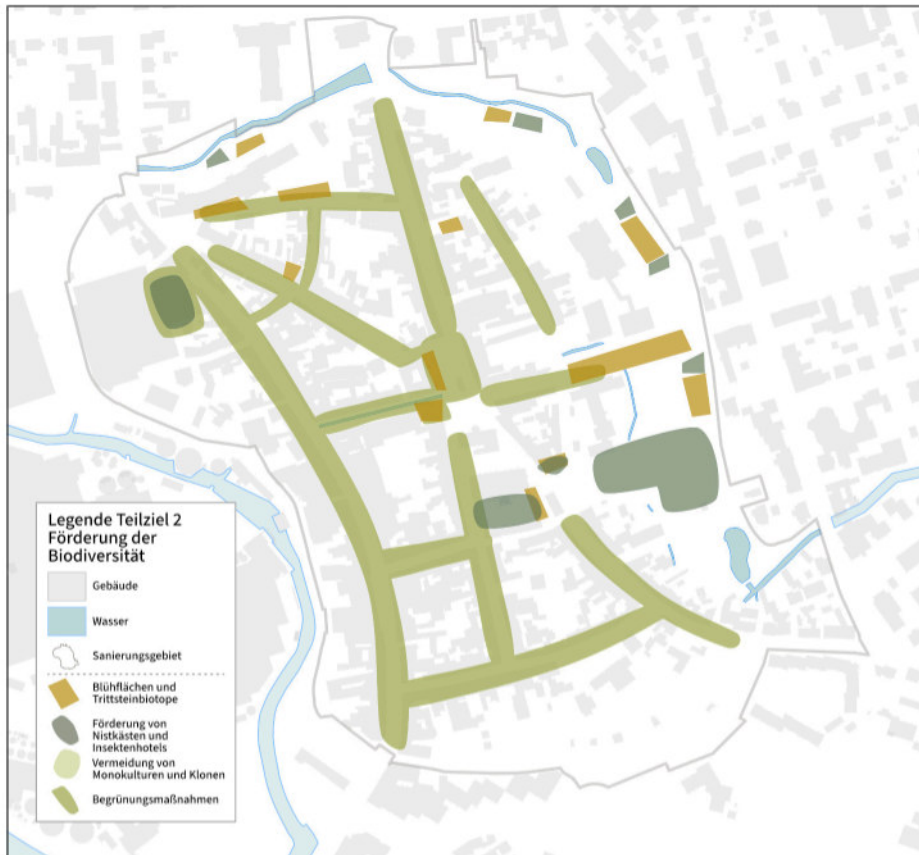 Legende Teilziel 2
Förderung der
Biodiversität
Gebäude
Wasser
Sanierungsgebiet
Blühflächen und
Trittsteinbiotope
Förderung von
Nistkästen und
Insektenhotels
Vermeidung von
Monokulturen und Klonen
Begrünungsmaßnahmen